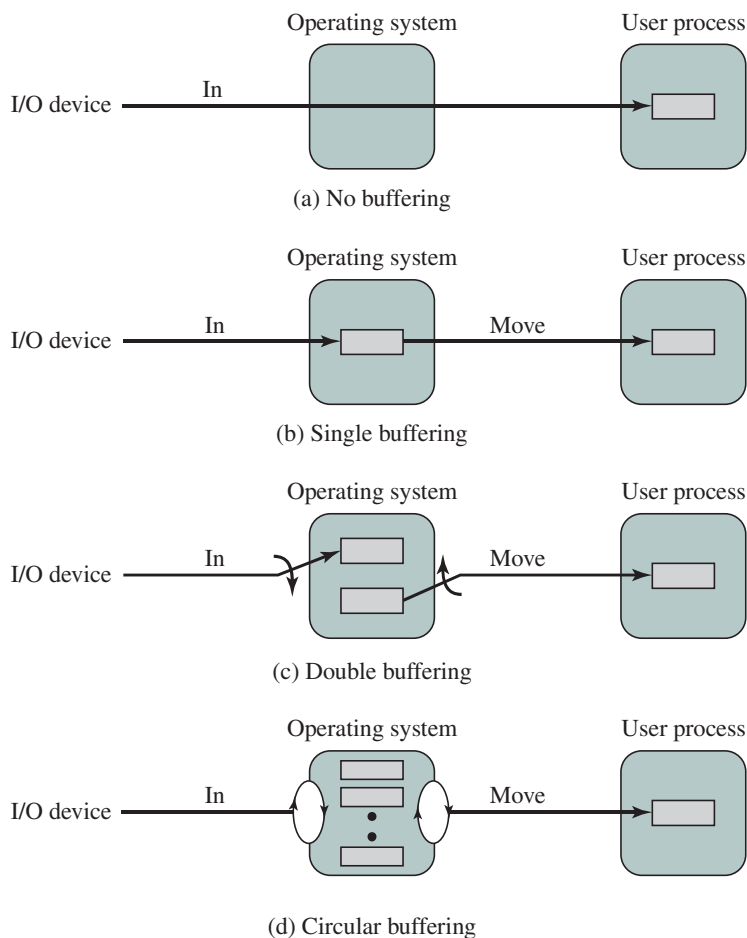 Operating system User process
In
I/O device
(a) No buffering
Operating system User process
In Move
I/O device
(b) Single buffering
Operating system User process
In Move
I/O device
(c) Double buffering
Operating system User process
In Move
I/O device
(d) Circular buffering